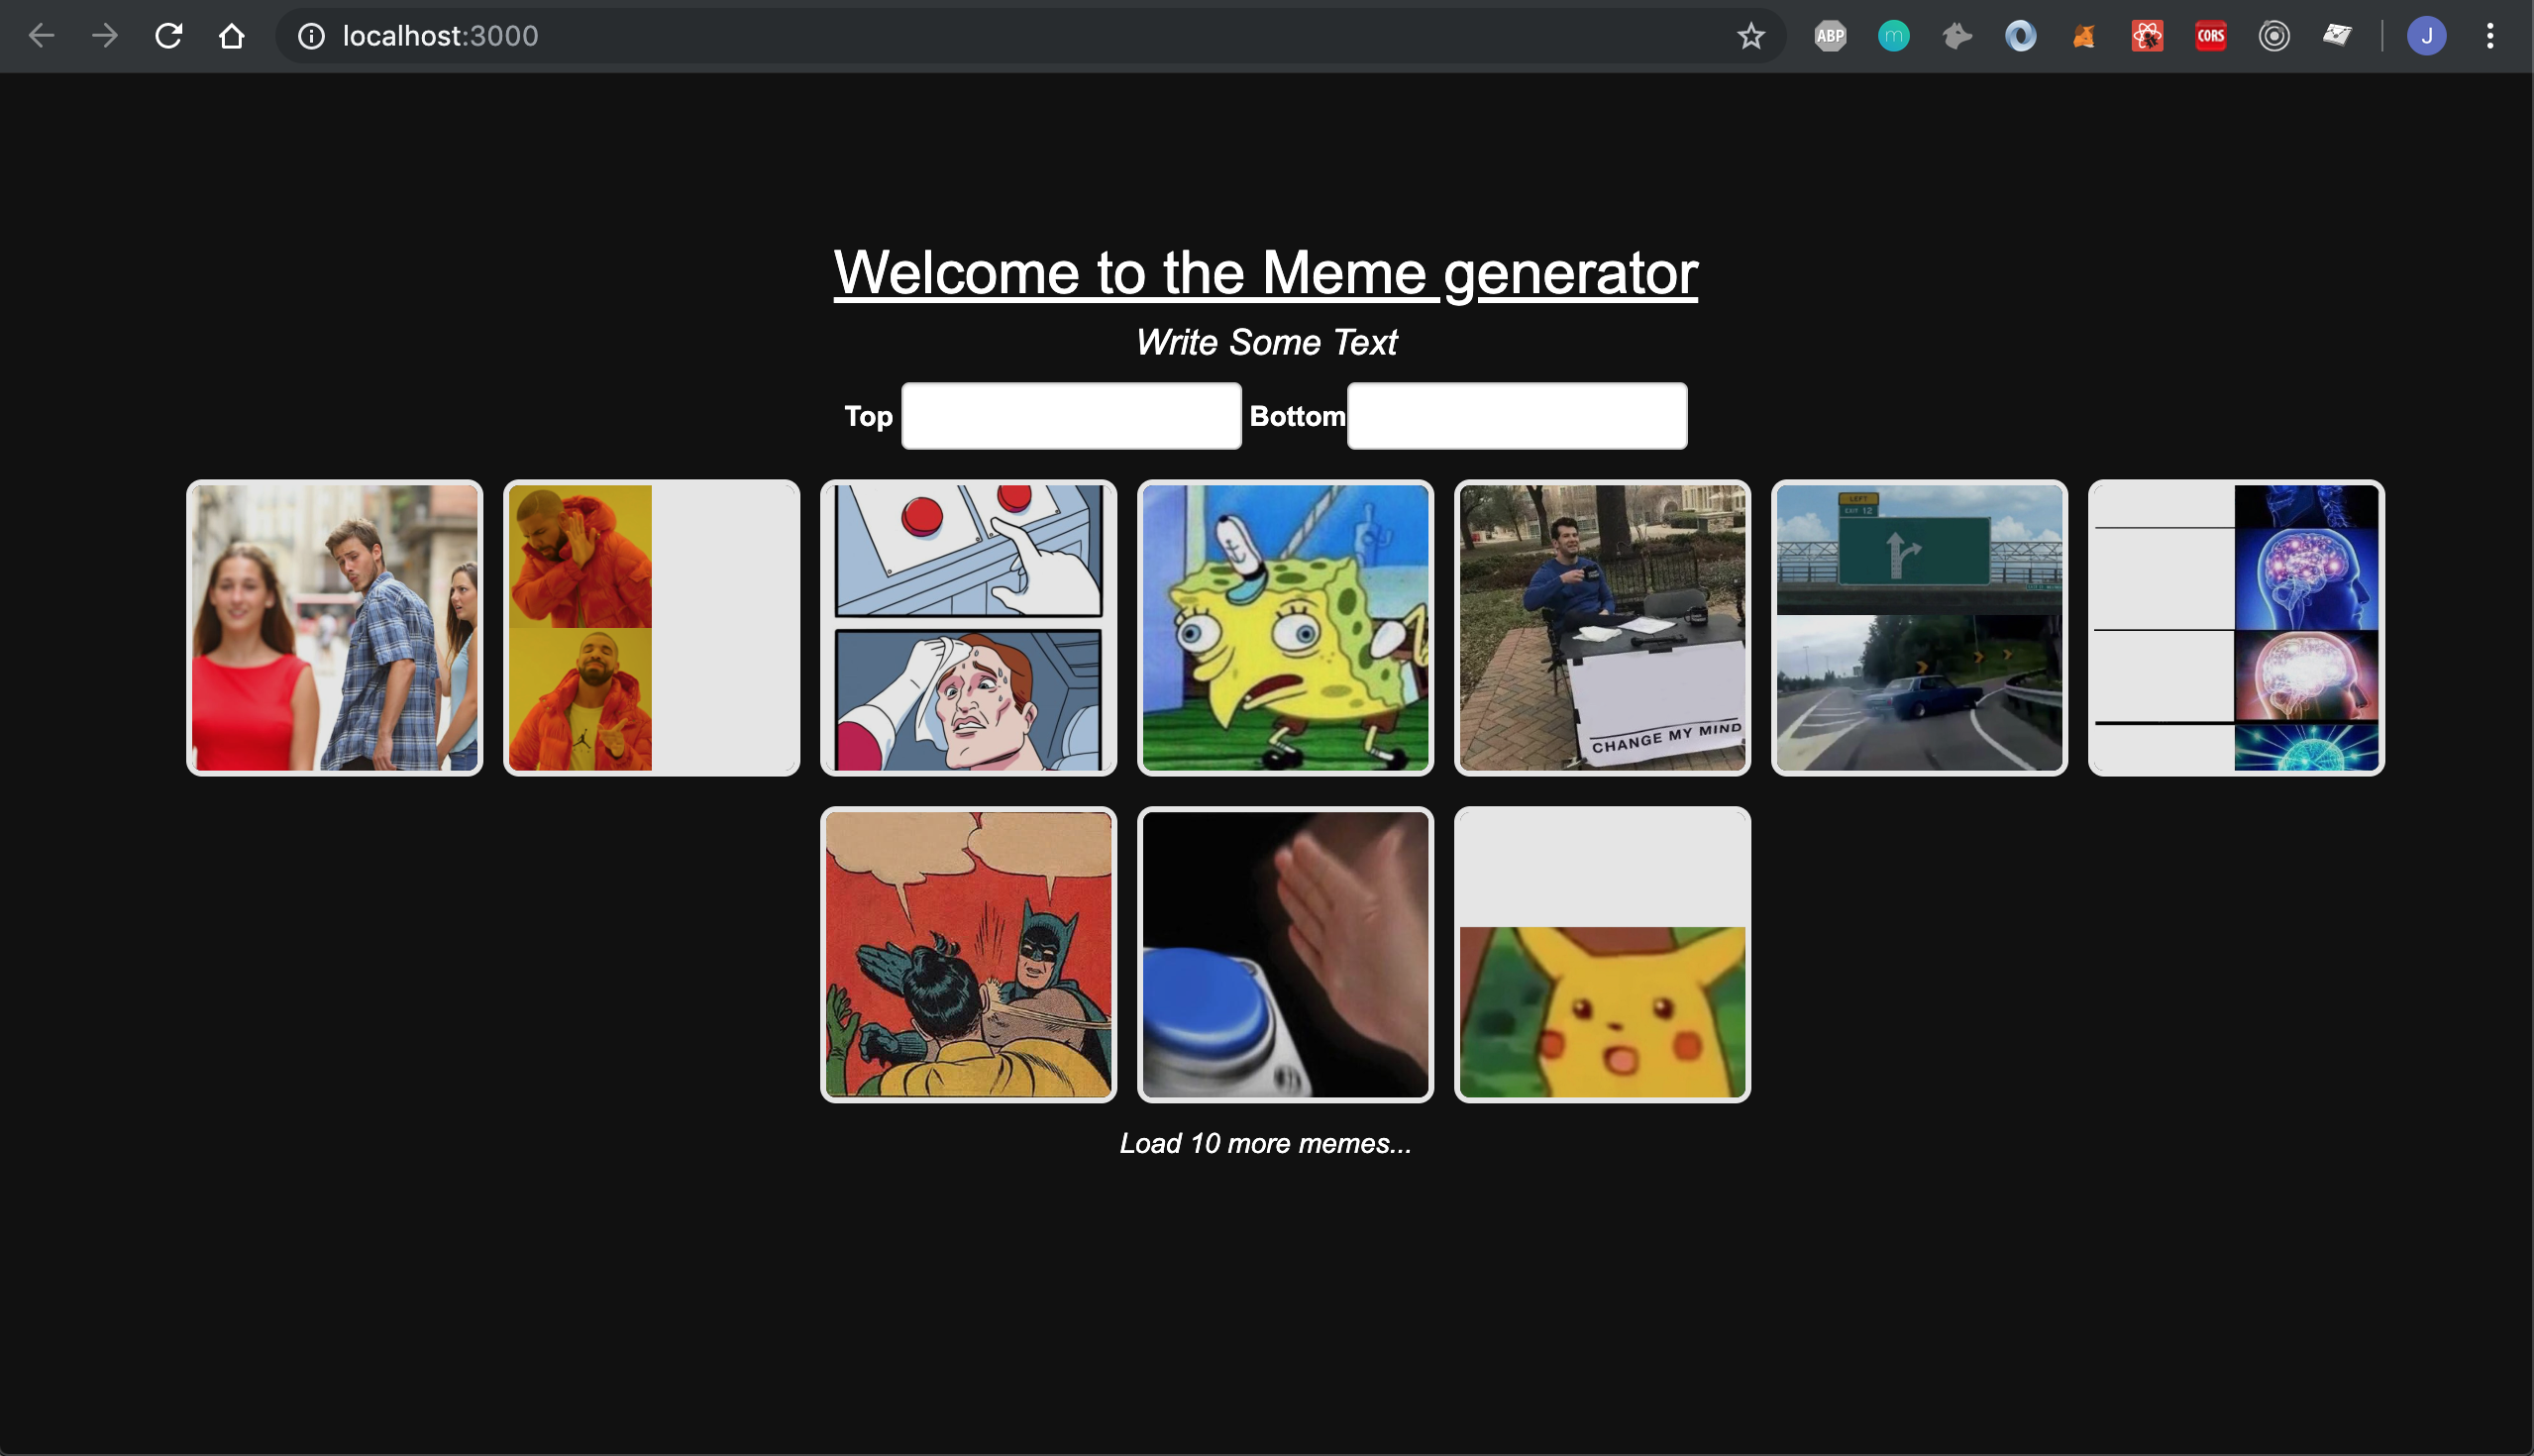 localhost:3000
ABP
m
CORS
J
Welcome to the Meme generator
Write Some Text
Top Bottom
LEFT
EXIT 12
CHANGE MY MIND
Load 10 more memes...